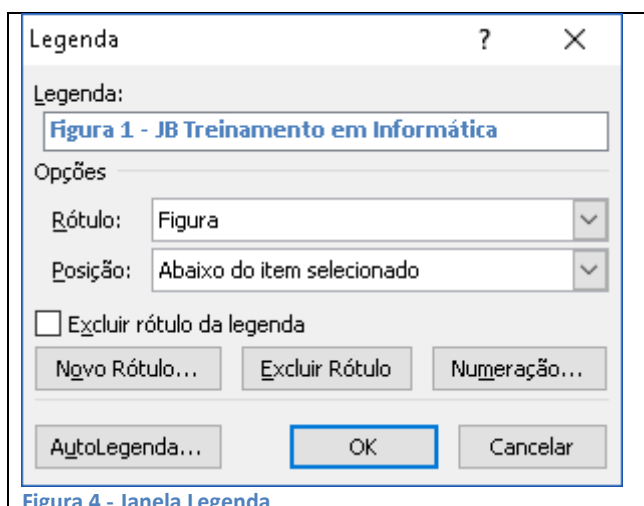 Legenda ? X
Legenda:
Figura 1 - JB Treinamento em Informática
Opções
Rótulo: Figura
Posição: Abaixo do item selecionado
Excluir rótulo da legenda
Novo Rótulo... Excluir Rótulo Numeração...
AutoLegenda... OK Cancelar
Figura 4 - Janela Legenda